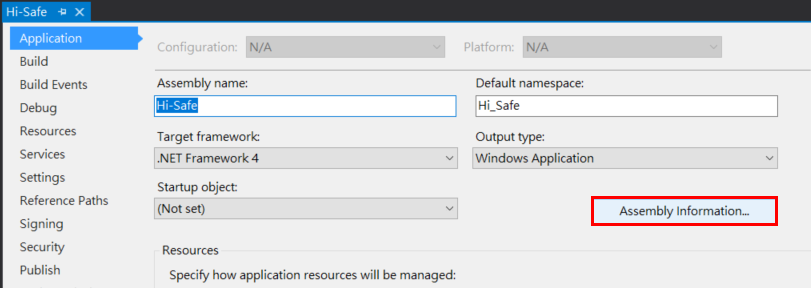 Hi-Safe
Application
Build
Build Events
Debug
Resources
Services
Settings
Reference Paths
Signing
Security
Publish
Configuration: N/A Platform: N/A
Assembly name: Default namespace:
Hi-Safe Hi_Safe
Target framework: Output type:
.NET Framework 4 Windows Application
Startup object:
(Not set) Assembly Information...
Resources
Specify how application resources will be managed: